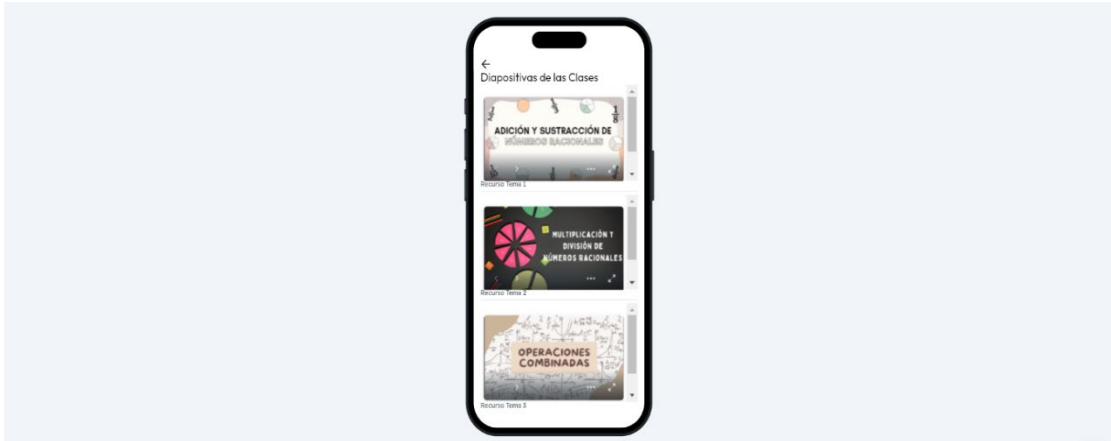 Diapositivas de las Clases
ADICIÓN Y SUSTRACCIÓN DE
NÚMEROS RACIONALES
Recurso Tema 1
MULTIPLICACIÓN Y
DIVISIÓN DE
NÚMEROS RACIONALES
Recurso Tema 2
OPERACIONES
COMBINADAS
Recurso Tema 3